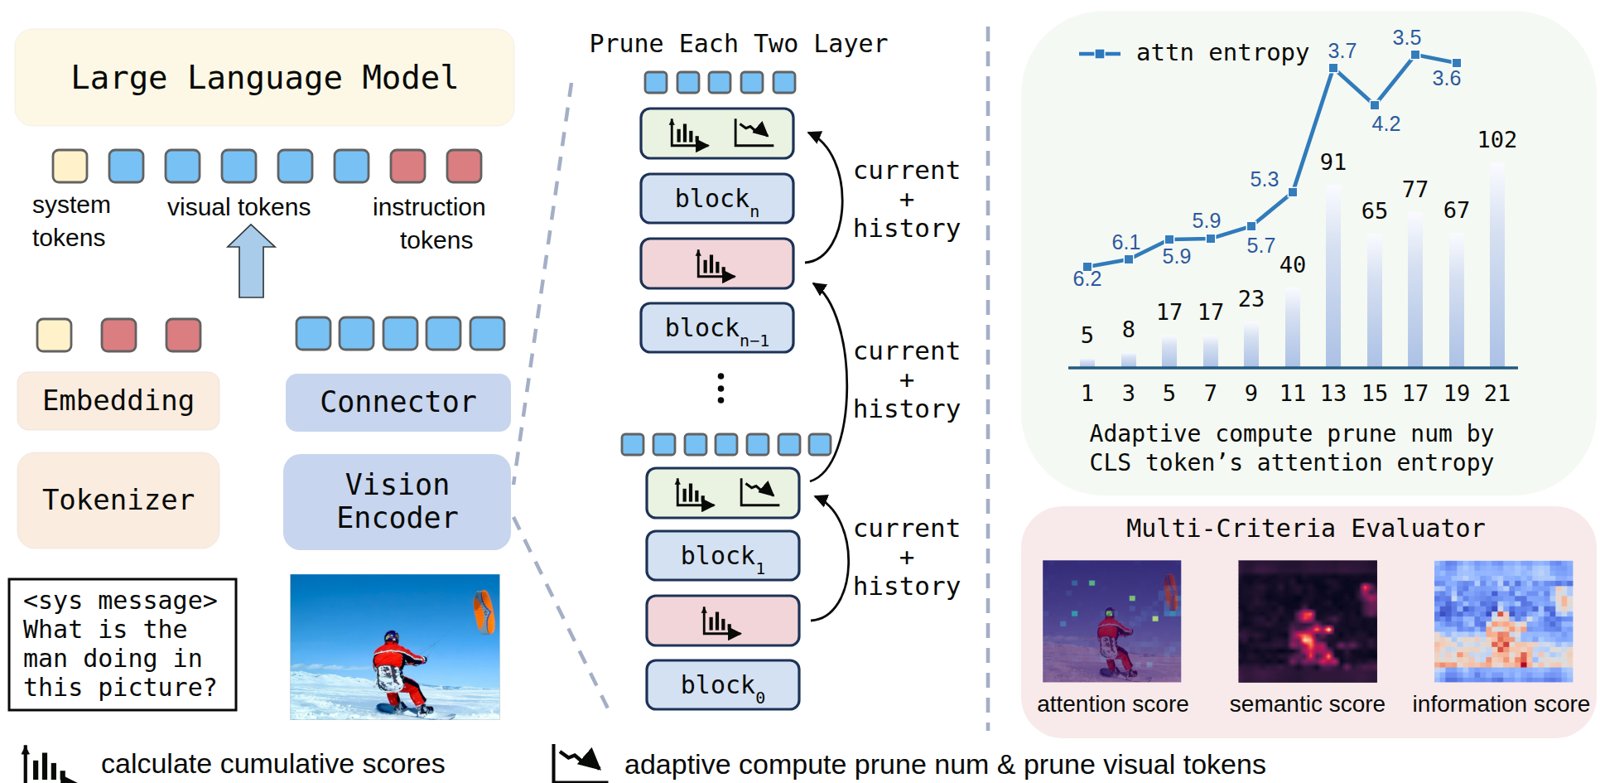 Large Language Model
system
tokens
visual tokens
instruction
tokens
Embedding
Connector
Tokenizer
Vision
Encoder
<sys message>
What is the
man doing in
this picture?
Prune Each Two Layer
block_n
current
+
history
block_n−1
current
+
history
block_1
current
+
history
block_0
attn entropy
6.2
6.1
5.9
5.9
5.7
5.3
3.7
4.2
3.5
3.6
5
8
17
17
23
40
91
65
77
67
102
1 3 5 7 9 11 13 15 17 19 21
Adaptive compute prune num by
CLS token’s attention entropy
Multi-Criteria Evaluator
attention score
semantic score
information score
calculate cumulative scores
adaptive compute prune num & prune visual tokens